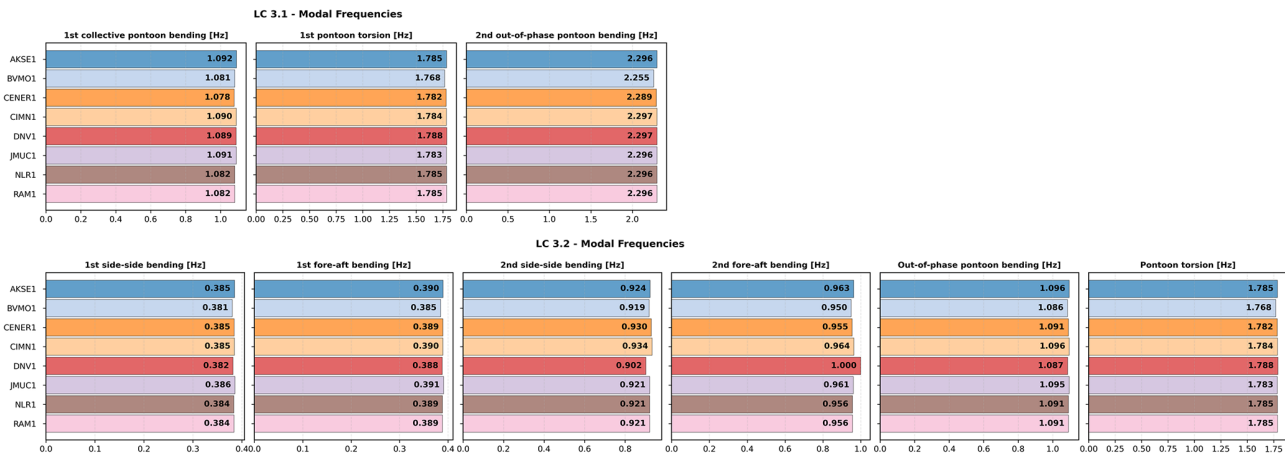 LC 3.1 - Modal Frequencies
1st collective pontoon bending [Hz] 1st pontoon torsion [Hz] 2nd out-of-phase pontoon bending [Hz]
AKSE1 1.092 1.785 2.296
BVMO1 1.081 1.768 2.255
CENER1 1.078 1.782 2.289
CIMN1 1.090 1.784 2.297
DNV1 1.089 1.788 2.297
JMUC1 1.091 1.783 2.296
NLR1 1.082 1.785 2.296
RAM1 1.082 1.785 2.296
0.0 0.2 0.4 0.6 0.8 1.0 0.00 0.25 0.50 0.75 1.00 1.25 1.50 1.75 0.0 0.5 1.0 1.5 2.0
LC 3.2 - Modal Frequencies
1st side-side bending [Hz] 1st fore-aft bending [Hz] 2nd side-side bending [Hz] 2nd fore-aft bending [Hz] Out-of-phase pontoon bending [Hz] Pontoon torsion [Hz]
AKSE1 0.385 0.390 0.924 0.963 1.096 1.785
BVMO1 0.381 0.385 0.919 0.950 1.086 1.768
CENER1 0.385 0.389 0.930 0.955 1.091 1.782
CIMN1 0.385 0.390 0.934 0.964 1.096 1.784
DNV1 0.382 0.388 0.902 1.000 1.087 1.788
JMUC1 0.386 0.391 0.921 0.961 1.095 1.783
NLR1 0.384 0.389 0.921 0.956 1.091 1.785
RAM1 0.384 0.389 0.921 0.956 1.091 1.785
0.0 0.1 0.2 0.3 0.4 0.0 0.1 0.2 0.3 0.4 0.0 0.2 0.4 0.6 0.8 0.0 0.2 0.4 0.6 0.8 1.0 0.0 0.2 0.4 0.6 0.8 1.0 0.00 0.25 0.50 0.75 1.00 1.25 1.50 1.75